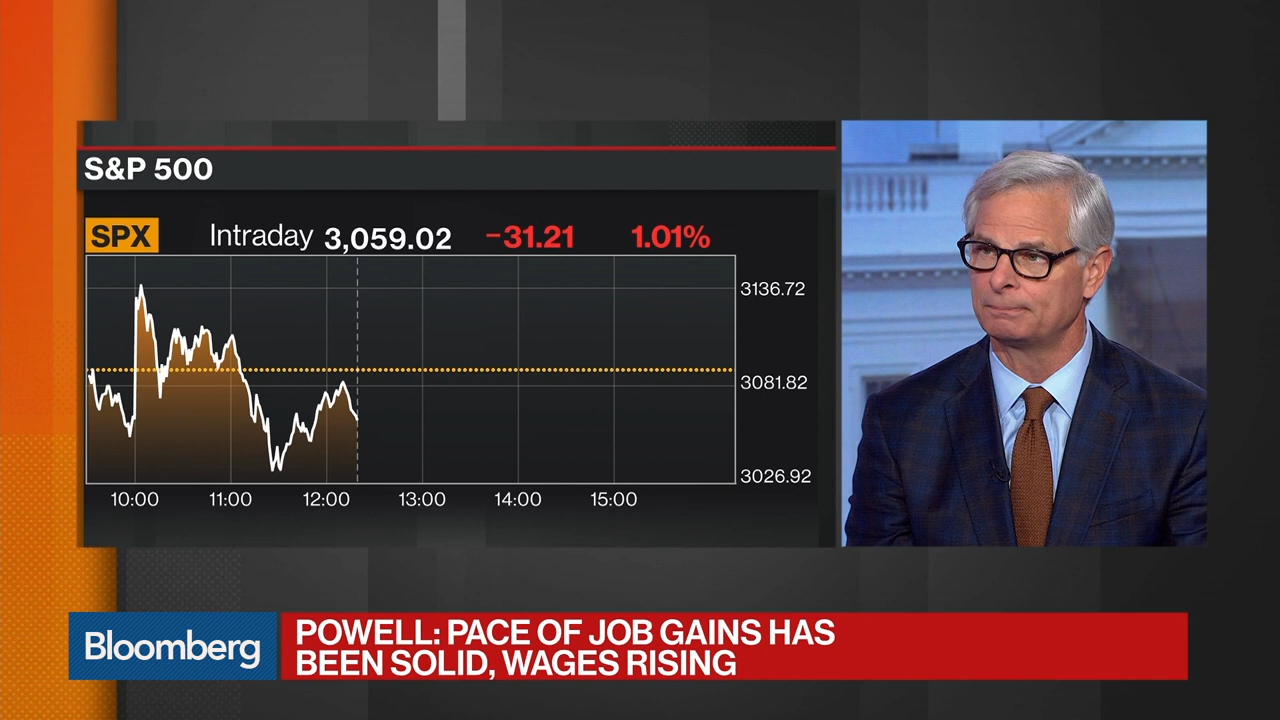 S&P 500
SPX Intraday 3,059.02 −31.21 1.01%
3136.72
3081.82
3026.92
10:00 11:00 12:00 13:00 14:00 15:00
Bloomberg
POWELL: PACE OF JOB GAINS HAS
BEEN SOLID, WAGES RISING